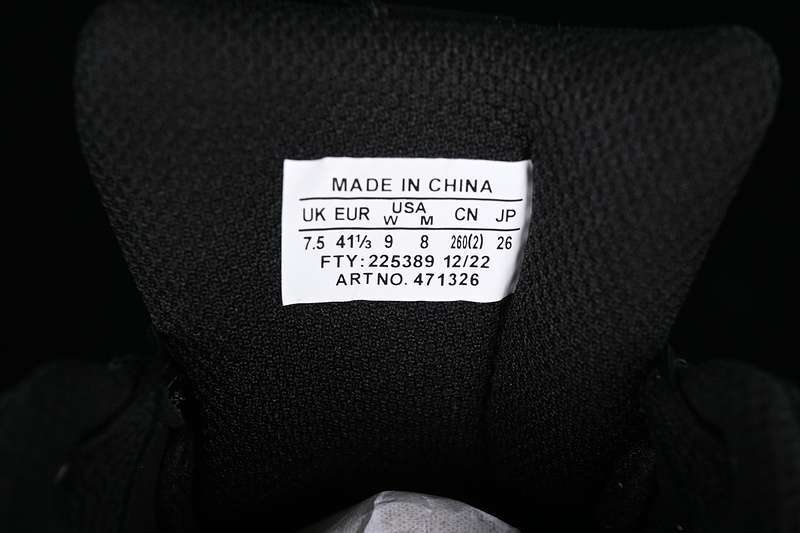 MADE IN CHINA
UK EUR USA W M CN JP
7.5 41⅓ 9 8 260(2) 26
FTY: 225389 12/22
ART NO. 471326